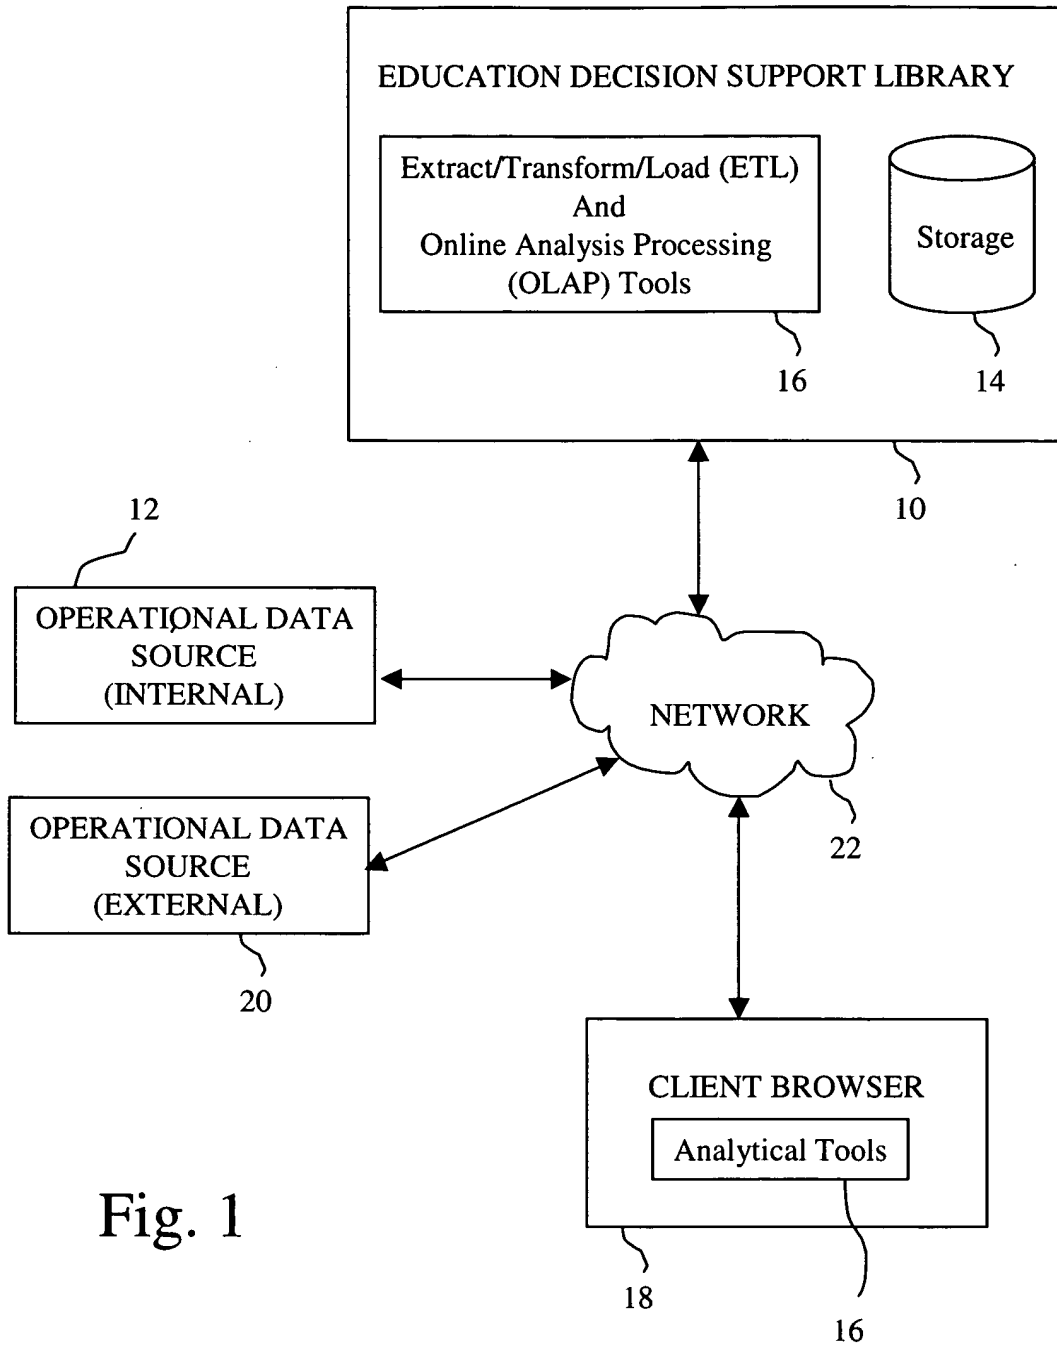 EDUCATION DECISION SUPPORT LIBRARY
Extract/Transform/Load (ETL)
And
Online Analysis Processing
(OLAP) Tools
Storage
16
14
10
12
OPERATIONAL DATA
SOURCE
(INTERNAL)
NETWORK
22
OPERATIONAL DATA
SOURCE
(EXTERNAL)
20
CLIENT BROWSER
Analytical Tools
18
16
Fig. 1